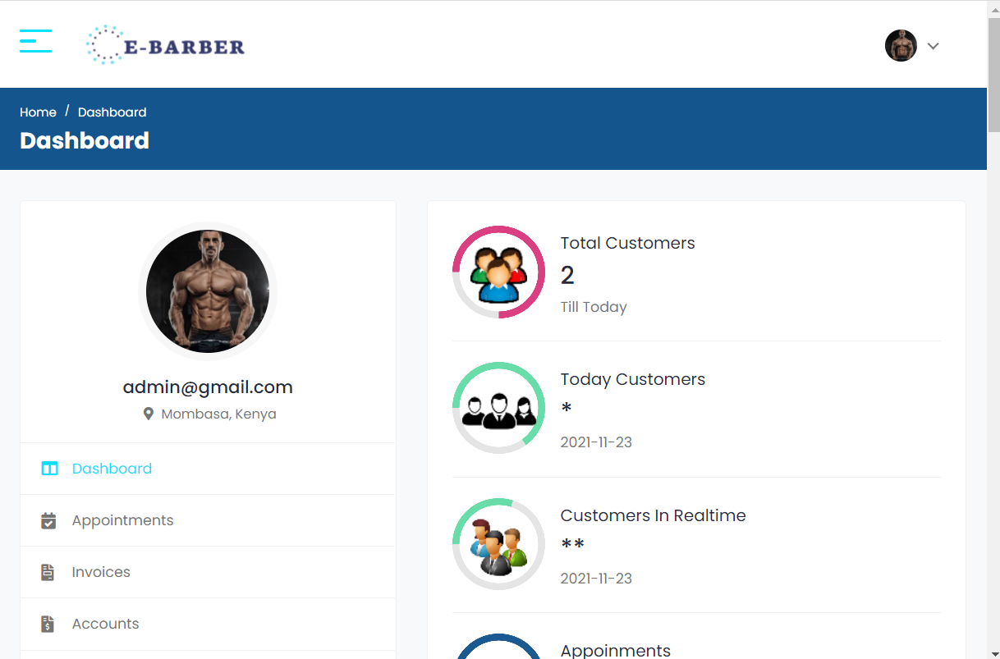 E-BARBER
Home / Dashboard
Dashboard
admin@gmail.com
Mombasa, Kenya
Dashboard
Appointments
Invoices
Accounts
Total Customers
2
Till Today
Today Customers
*
2021-11-23
Customers In Realtime
**
2021-11-23
Appoinments